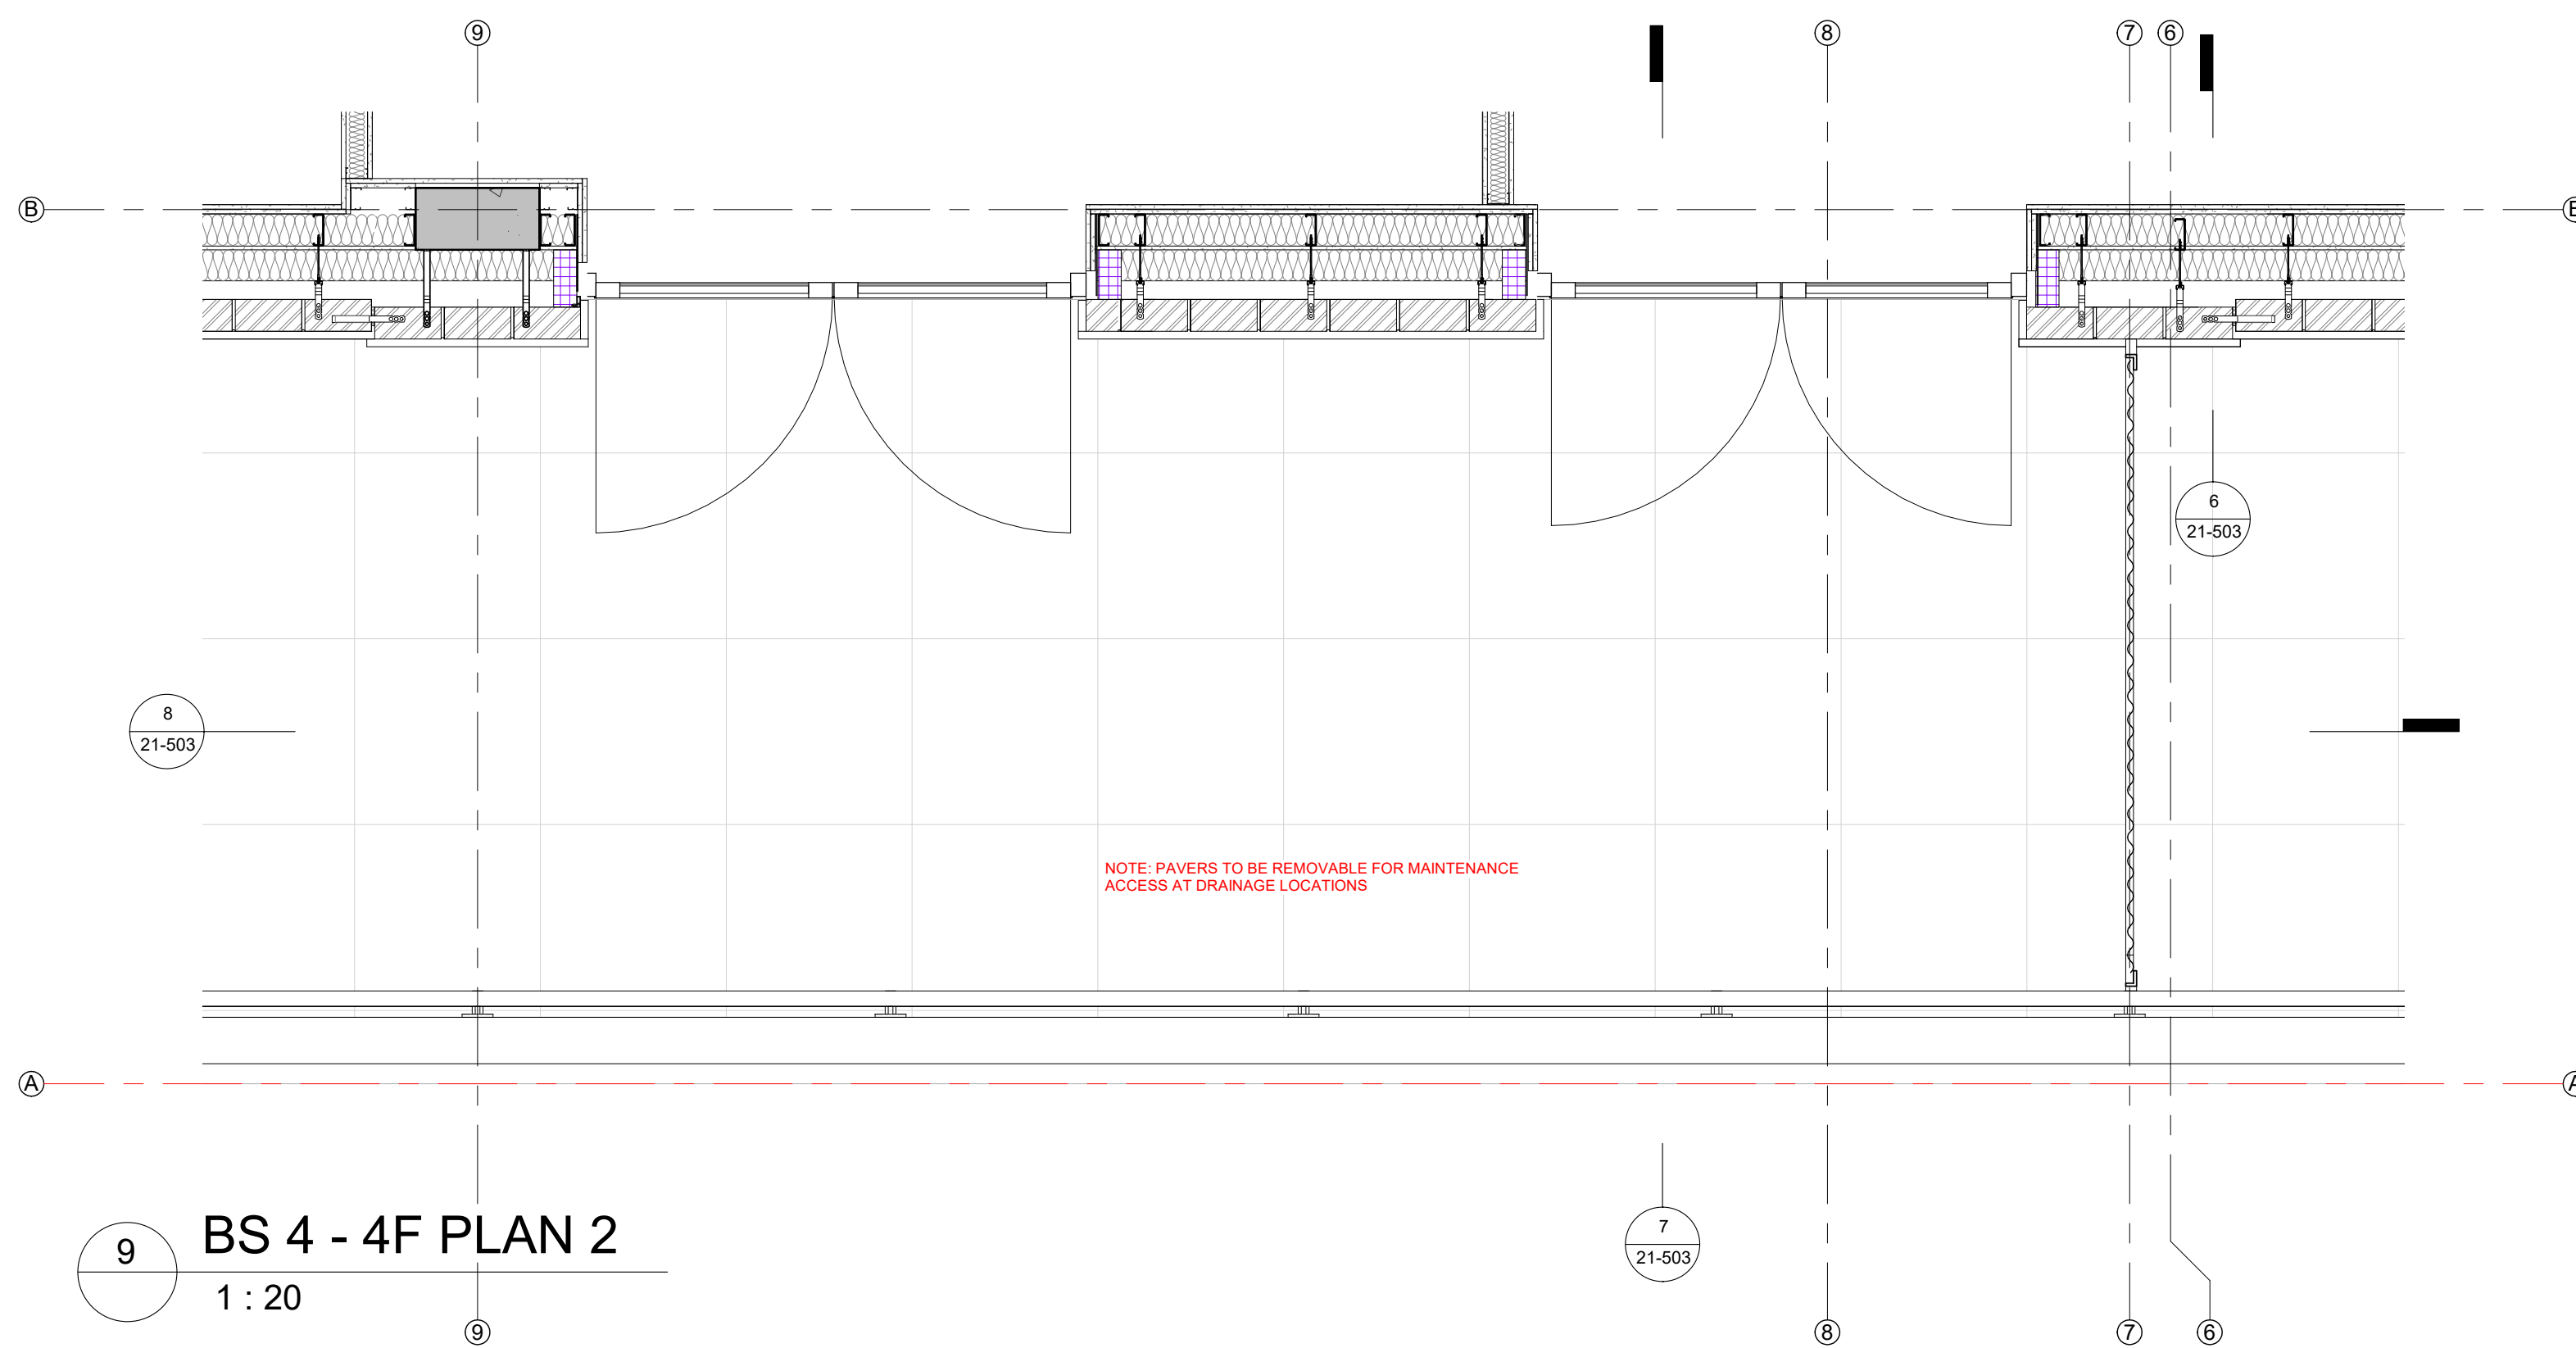 9
8
7
6
B
B
6
21-503
8
21-503
NOTE: PAVERS TO BE REMOVABLE FOR MAINTENANCE
ACCESS AT DRAINAGE LOCATIONS
A
A
7
21-503
9
BS 4 - 4F PLAN 2
1 : 20
9
8
7
6